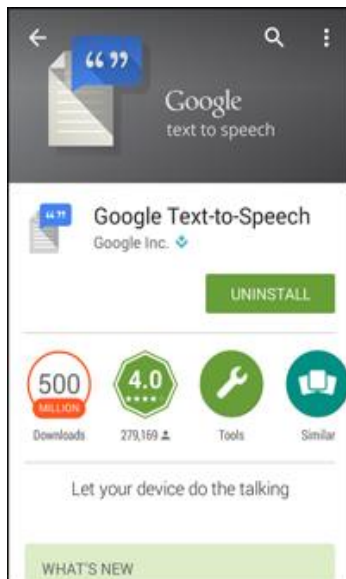 Google
text to speech
Google Text-to-Speech
Google Inc.
UNINSTALL
500
MILLION
Downloads
4.0
279,169
Tools
Similar
Let your device do the talking
WHAT'S NEW